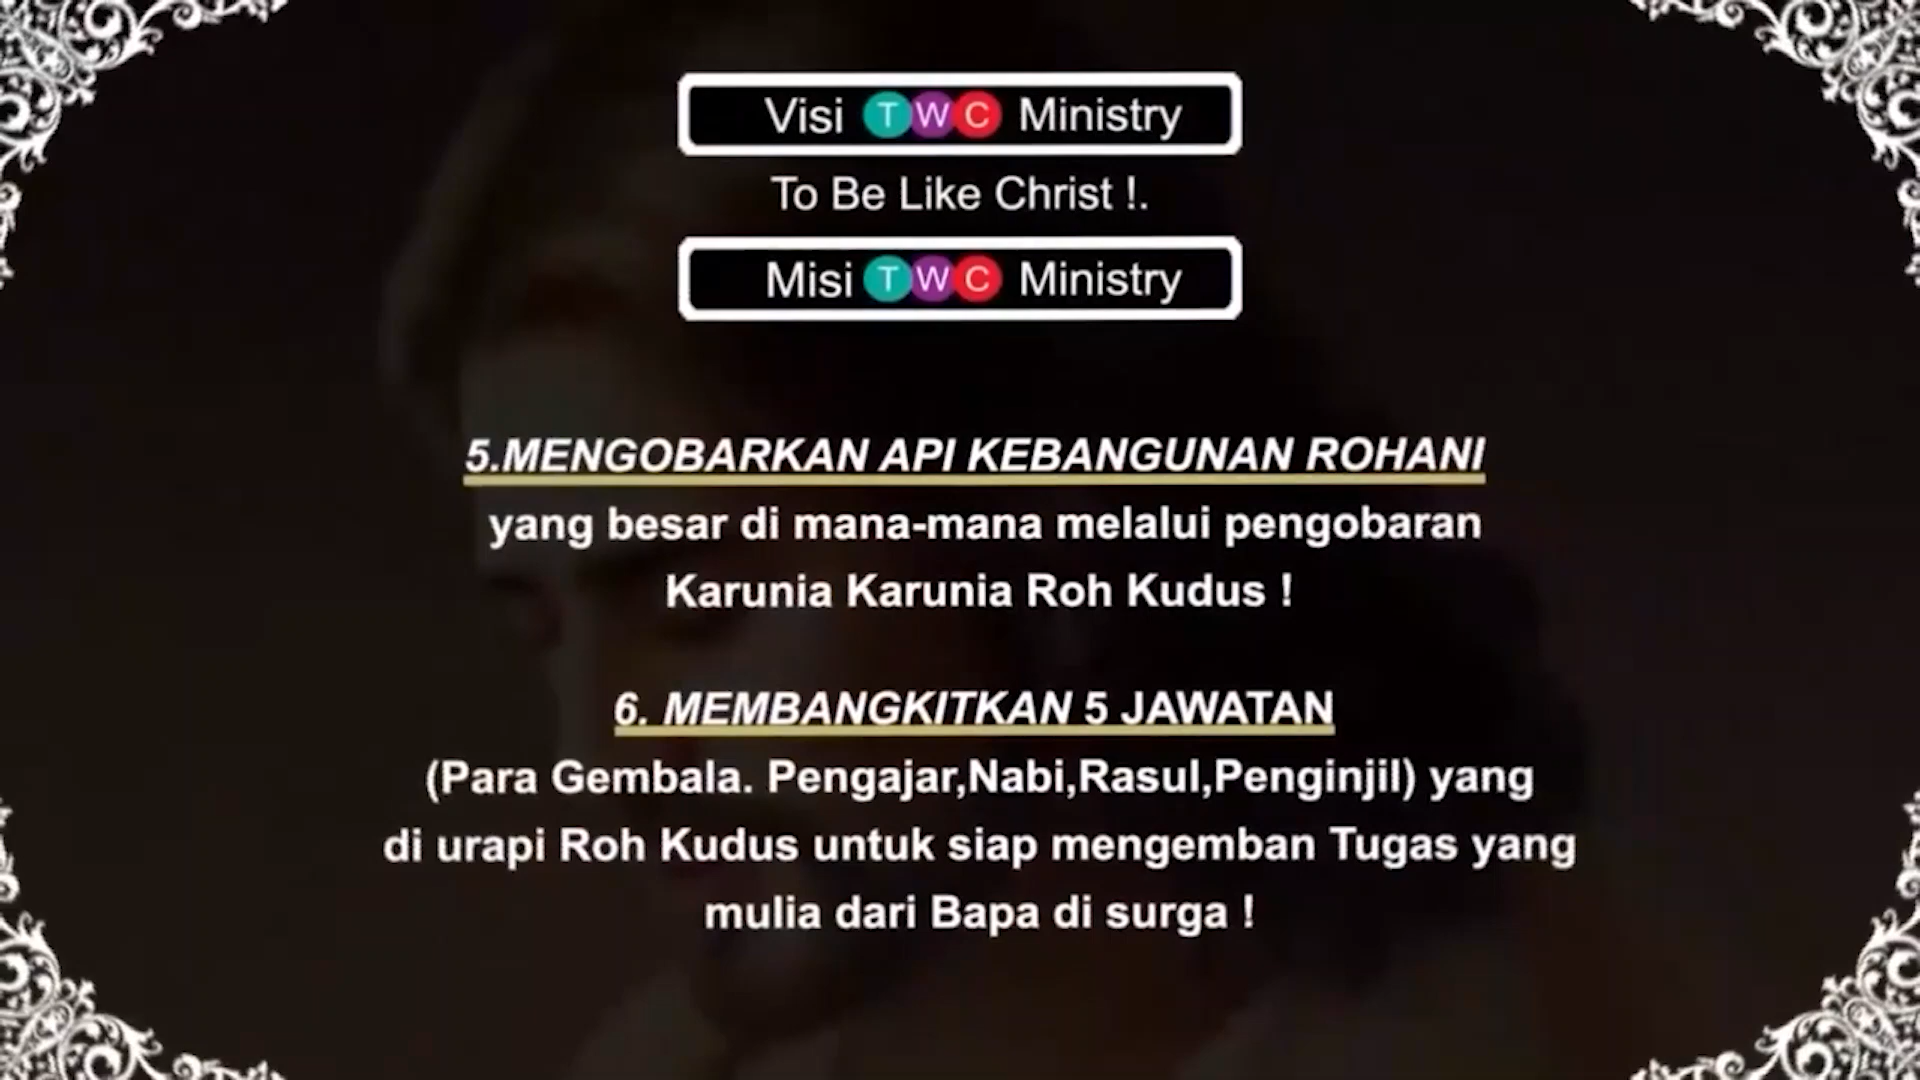 Visi TWC Ministry
To Be Like Christ !.
Misi TWC Ministry
5.MENGOBARKAN API KEBANGUNAN ROHANI
yang besar di mana-mana melalui pengobaran
Karunia Karunia Roh Kudus !
6. MEMBANGKITKAN 5 JAWATAN
(Para Gembala. Pengajar,Nabi,Rasul,Penginjil) yang
di urapi Roh Kudus untuk siap mengemban Tugas yang
mulia dari Bapa di surga !